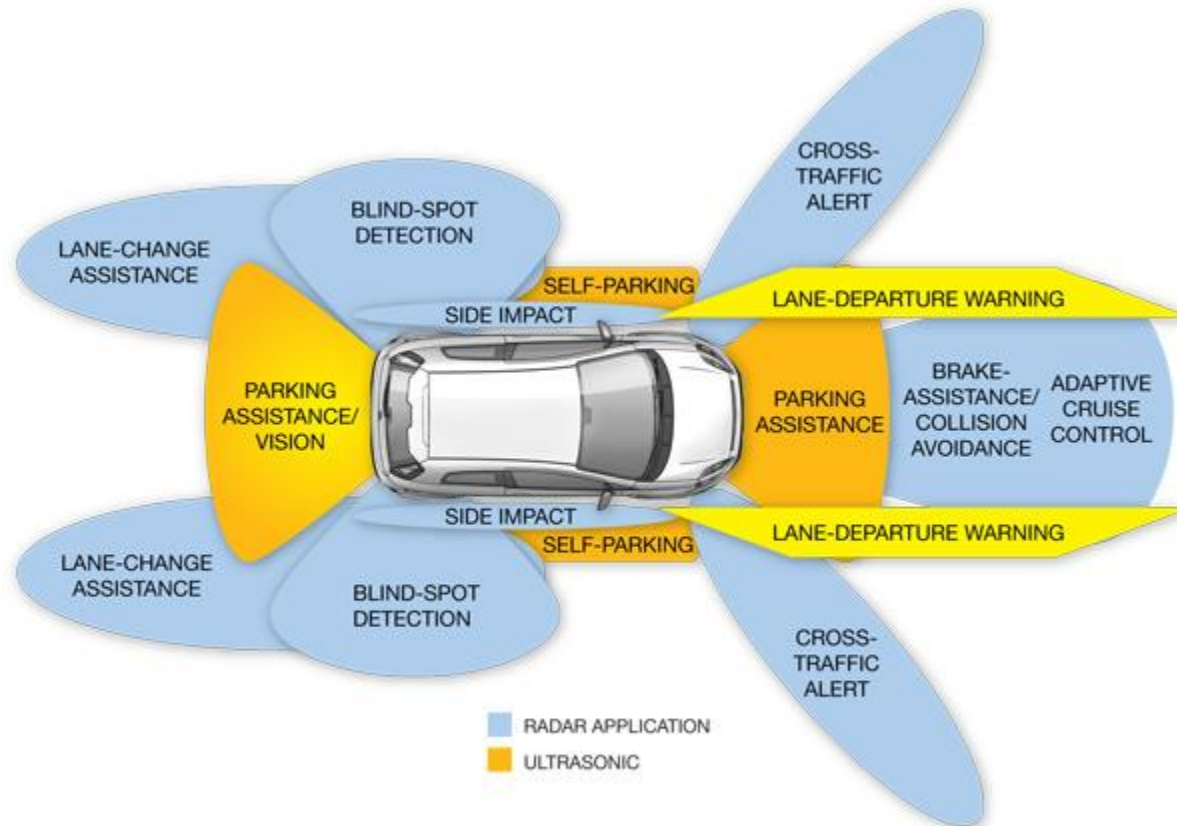 CROSS-
TRAFFIC
ALERT
BLIND-SPOT
DETECTION
LANE-CHANGE
ASSISTANCE
SELF-PARKING
LANE-DEPARTURE WARNING
SIDE IMPACT
PARKING
ASSISTANCE/
VISION
PARKING
ASSISTANCE
BRAKE-
ASSISTANCE/
COLLISION
AVOIDANCE
ADAPTIVE
CRUISE
CONTROL
SIDE IMPACT
LANE-DEPARTURE WARNING
SELF-PARKING
LANE-CHANGE
ASSISTANCE
BLIND-SPOT
DETECTION
CROSS-
TRAFFIC
ALERT
RADAR APPLICATION
ULTRASONIC